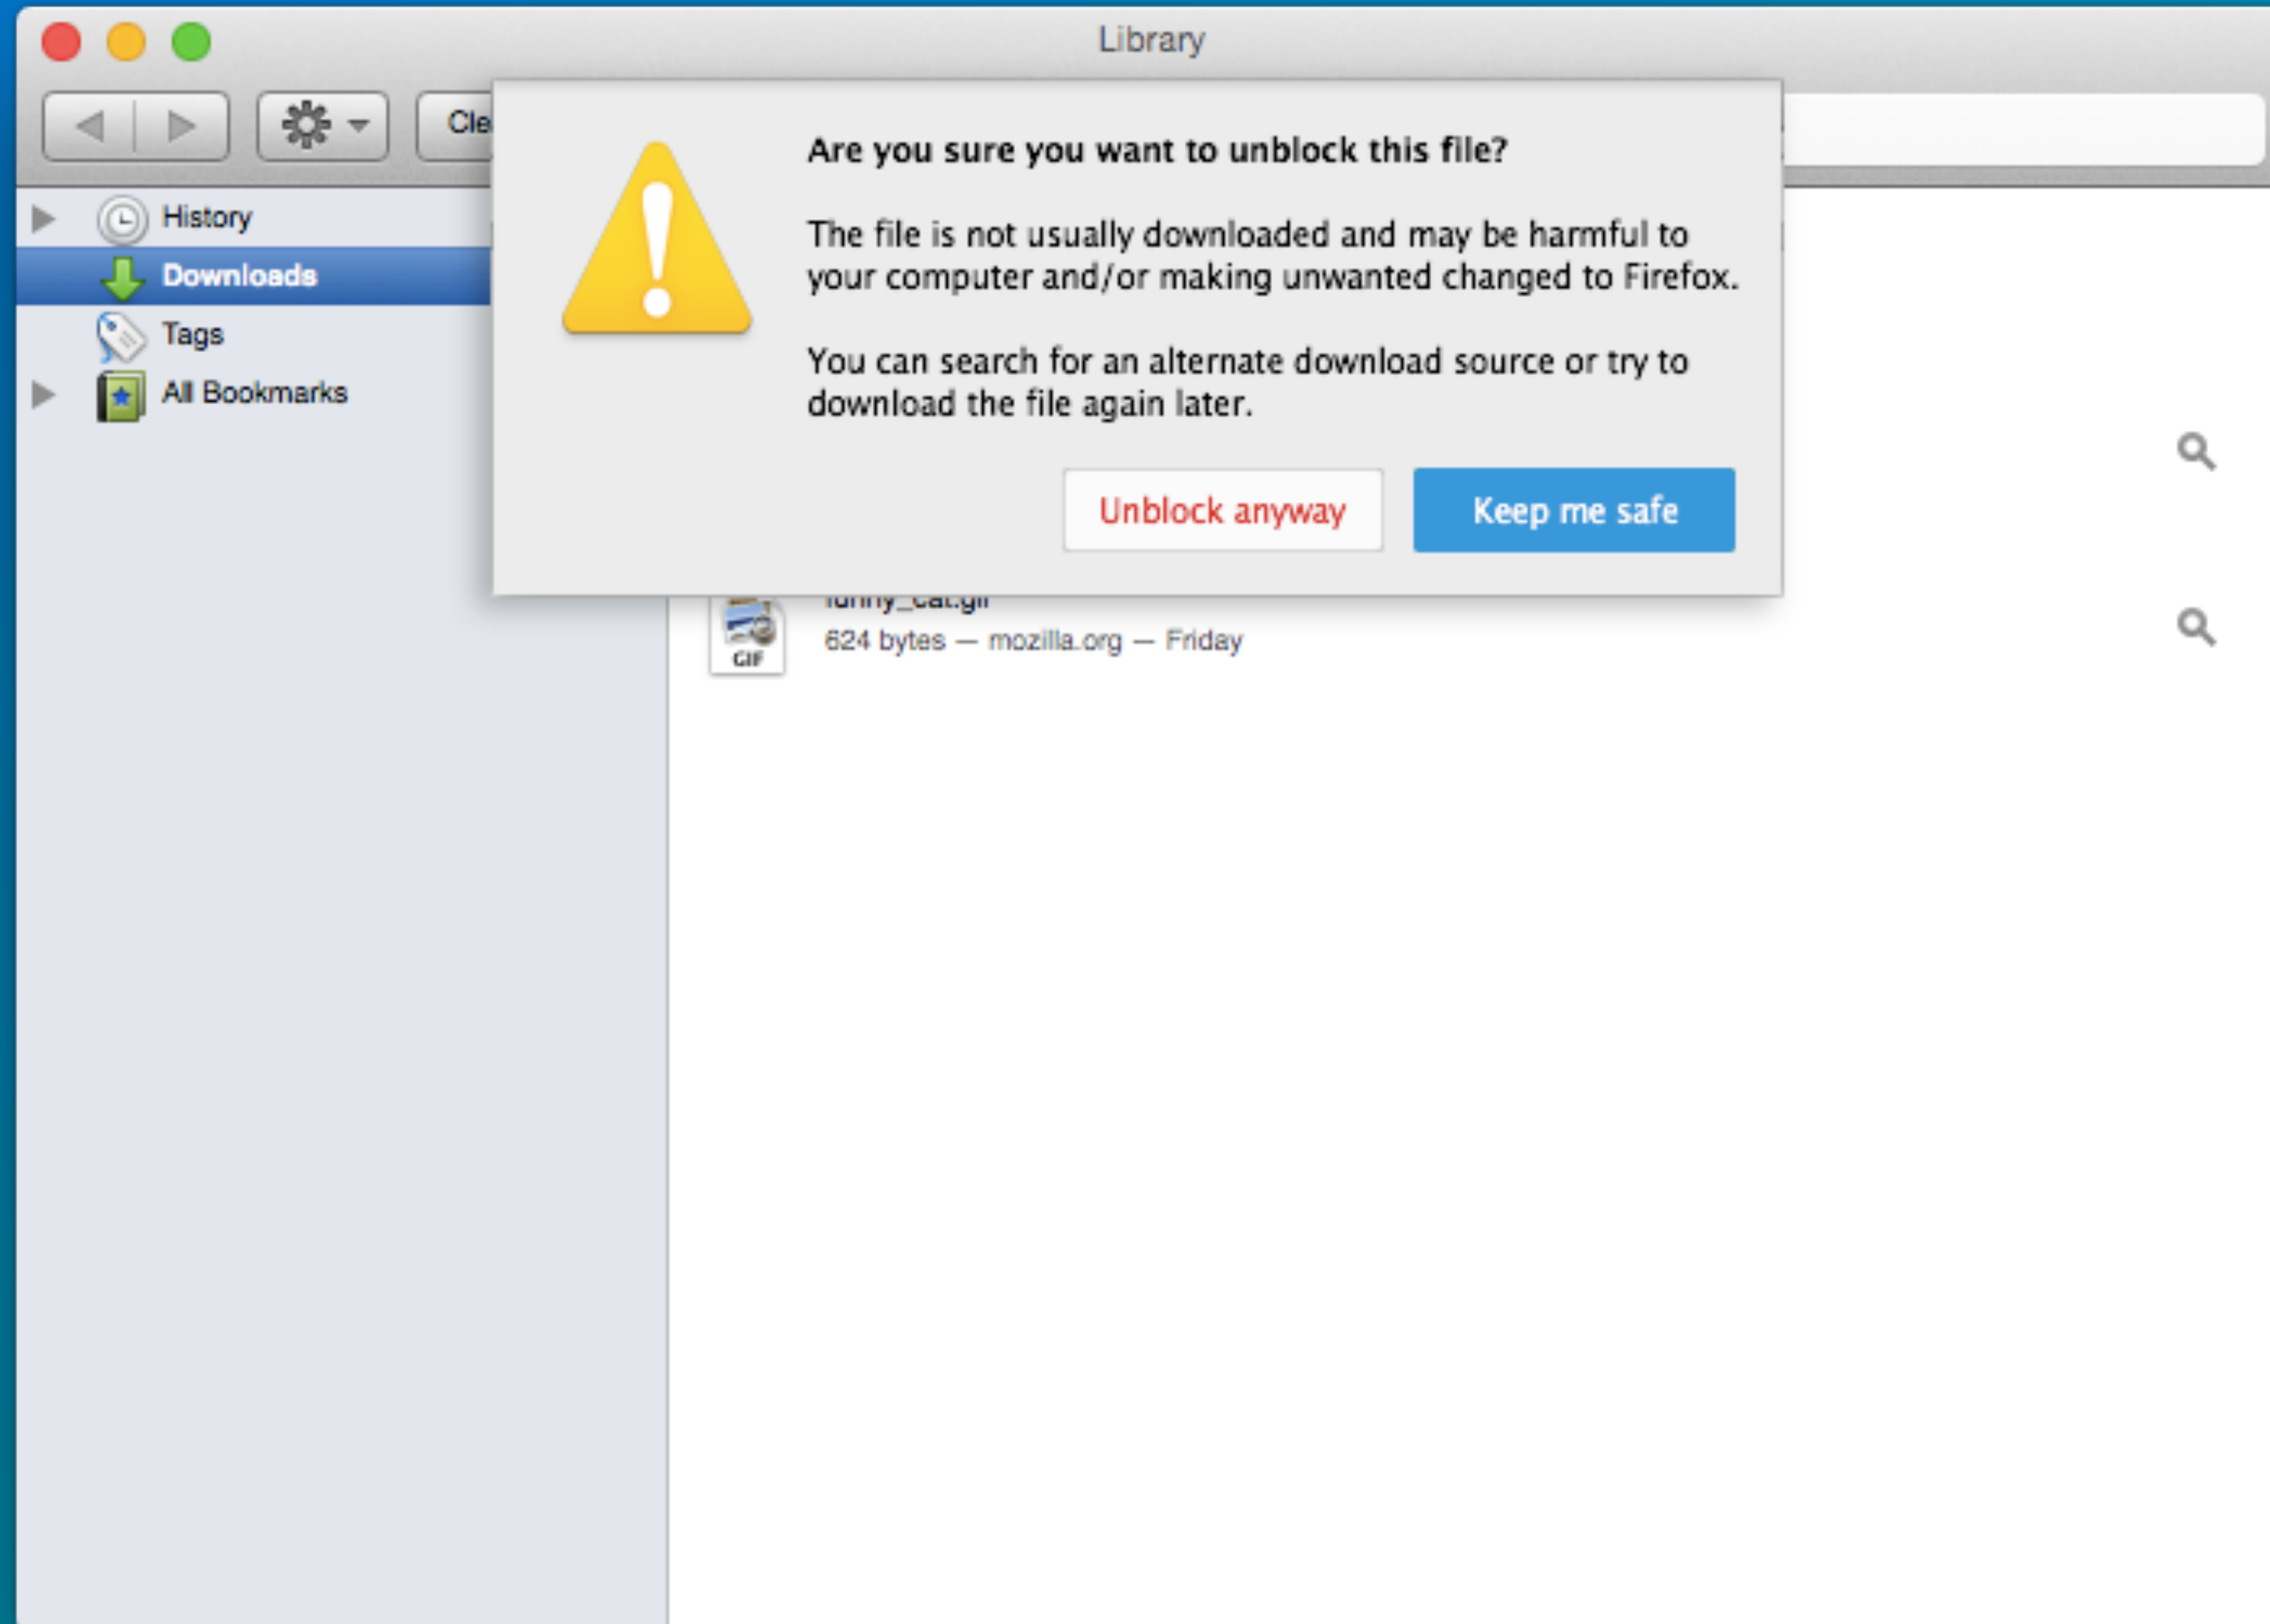 Library
Are you sure you want to unblock this file?
The file is not usually downloaded and may be harmful to
your computer and/or making unwanted changed to Firefox.
You can search for an alternate download source or try to
download the file again later.
Unblock anyway
Keep me safe
History
Downloads
Tags
All Bookmarks
funny_cat.gif
624 bytes — mozilla.org — Friday
GIF